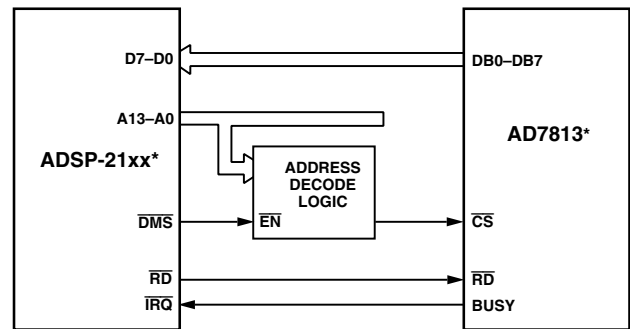 D7–D0
DB0–DB7
A13–A0
ADSP-21xx*
AD7813*
ADDRESS
DECODE
LOGIC
DMS
EN
CS
RD
RD
IRQ
BUSY